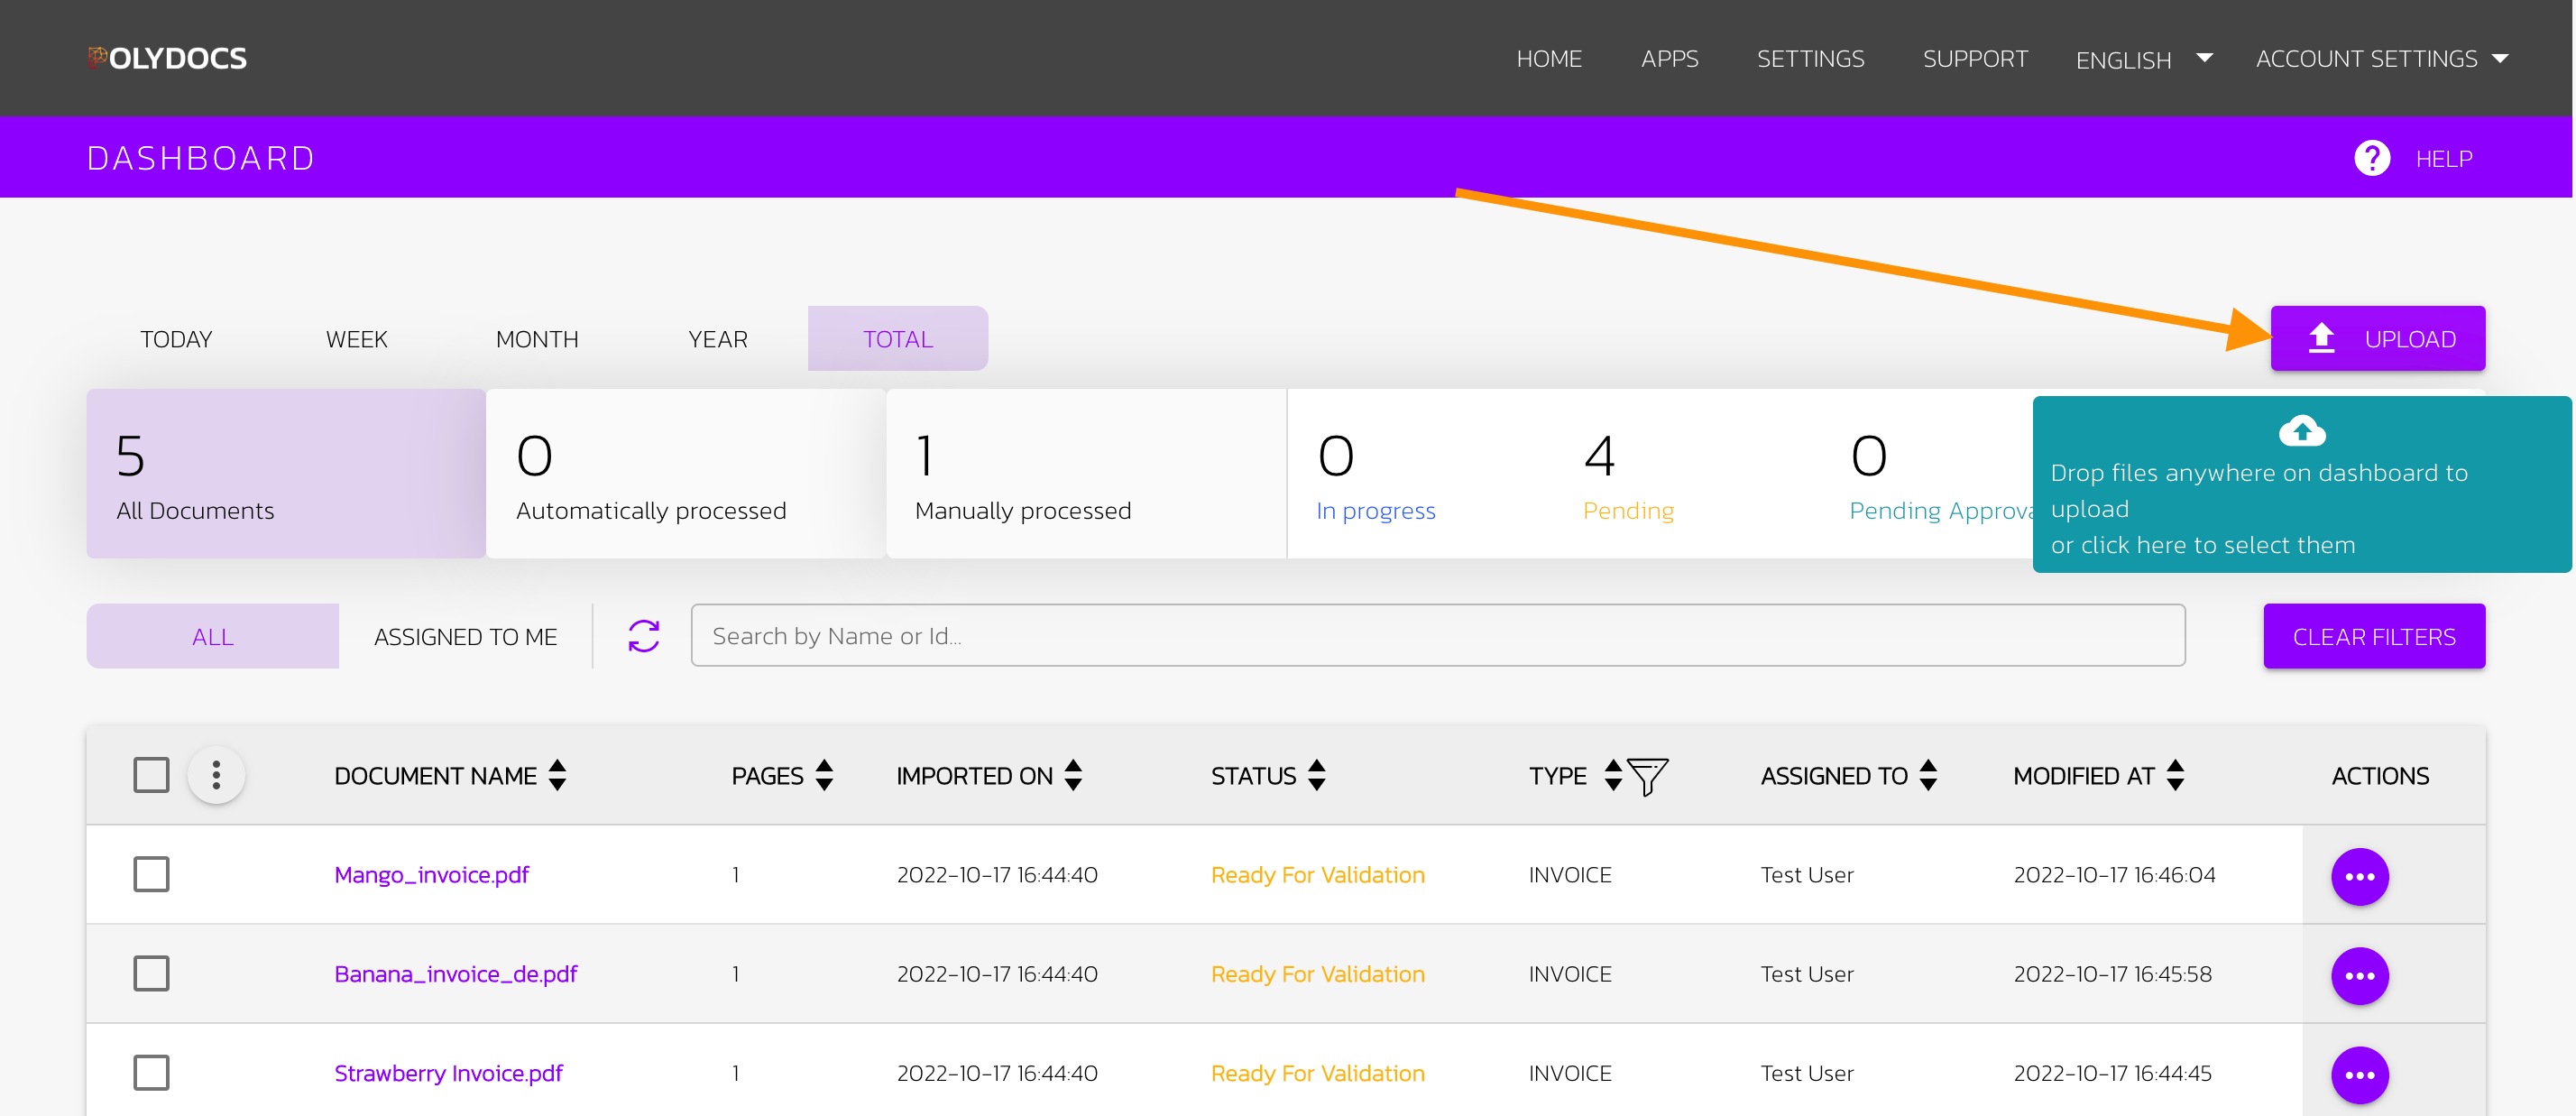 POLYDOCS
HOME APPS SETTINGS SUPPORT ENGLISH ACCOUNT SETTINGS
DASHBOARD
? HELP
TODAY WEEK MONTH YEAR TOTAL
UPLOAD
5 0 1 0 4 0
All Documents Automatically processed Manually processed In progress Pending Pending Approva
Drop files anywhere on dashboard to
upload
or click here to select them
ALL ASSIGNED TO ME Search by Name or Id... CLEAR FILTERS
DOCUMENT NAME PAGES IMPORTED ON STATUS TYPE ASSIGNED TO MODIFIED AT ACTIONS
Mango_invoice.pdf 1 2022-10-17 16:44:40 Ready For Validation INVOICE Test User 2022-10-17 16:46:04
Banana_invoice_de.pdf 1 2022-10-17 16:44:40 Ready For Validation INVOICE Test User 2022-10-17 16:45:58
Strawberry Invoice.pdf 1 2022-10-17 16:44:40 Ready For Validation INVOICE Test User 2022-10-17 16:44:45